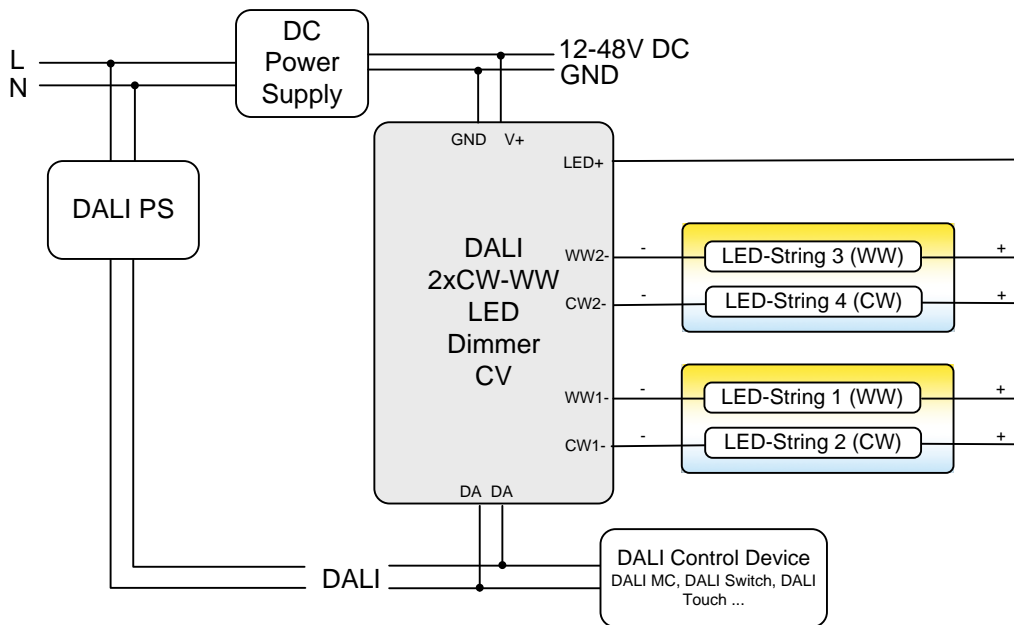 L
N
DC
Power
Supply
12-48V DC
GND
GND V+
LED+
DALI PS
DALI
2xCW-WW
LED
Dimmer
CV
WW2- - LED-String 3 (WW) +
CW2- - LED-String 4 (CW) +
WW1- - LED-String 1 (WW) +
CW1- - LED-String 2 (CW) +
DA DA
DALI
DALI Control Device
DALI MC, DALI Switch, DALI
Touch ...